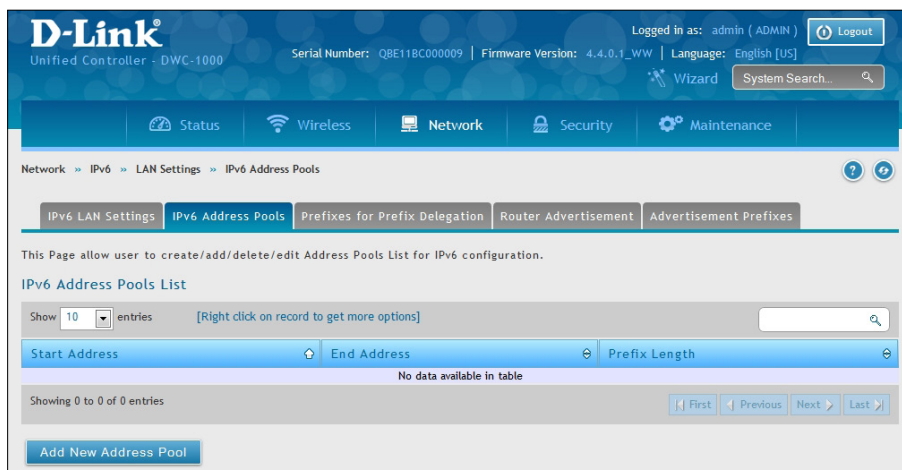 D-Link®
Unified Controller - DWC-1000
Logged in as: admin ( ADMIN )
Logout
Serial Number: QBE11BC000009 | Firmware Version: 4.4.0.1_WW | Language: English [US]
Wizard
System Search...
Status
Wireless
Network
Security
Maintenance
Network » IPv6 » LAN Settings » IPv6 Address Pools
IPv6 LAN Settings
IPv6 Address Pools
Prefixes for Prefix Delegation
Router Advertisement
Advertisement Prefixes
This Page allow user to create/add/delete/edit Address Pools List for IPv6 configuration.
IPv6 Address Pools List
Show 10 entries
[Right click on record to get more options]
Start Address
End Address
Prefix Length
No data available in table
Showing 0 to 0 of 0 entries
First
Previous
Next
Last
Add New Address Pool